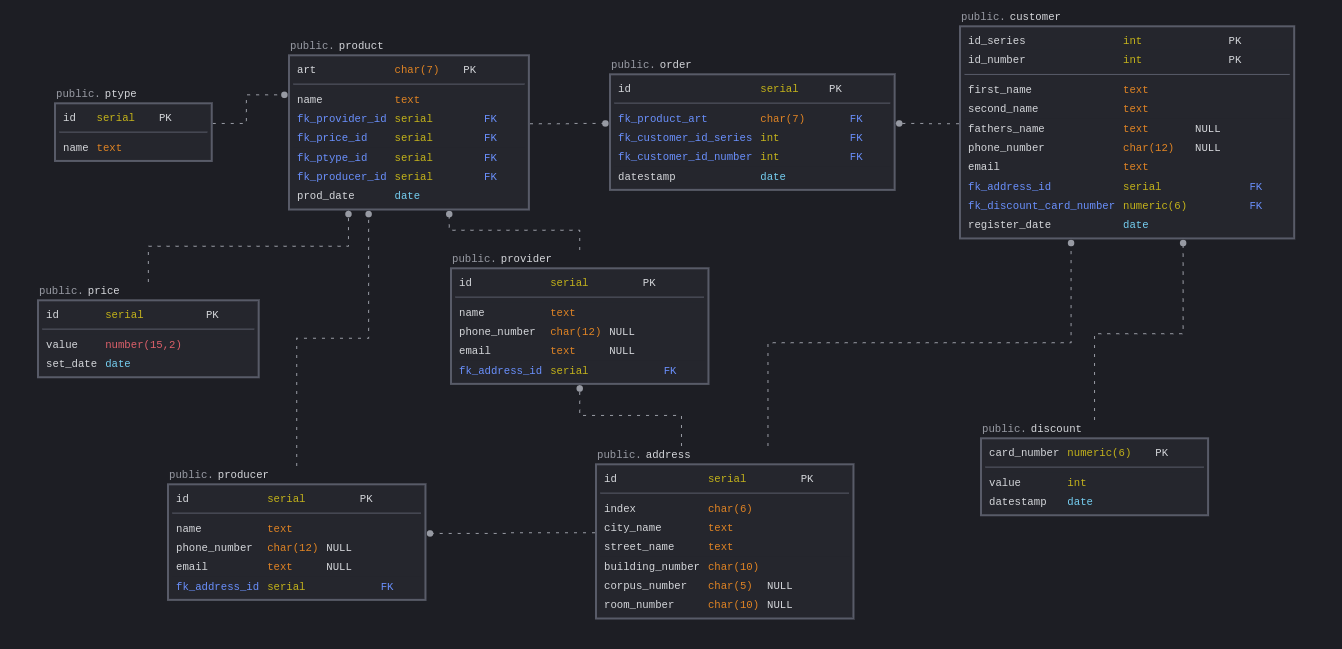 public. ptype
id serial PK
name text
public. product
art char(7) PK
name text
fk_provider_id serial FK
fk_price_id serial FK
fk_ptype_id serial FK
fk_producer_id serial FK
prod_date date
public. order
id serial PK
fk_product_art char(7) FK
fk_customer_id_series int FK
fk_customer_id_number int FK
datestamp date
public. customer
id_series int PK
id_number int PK
first_name text
second_name text
fathers_name text NULL
phone_number char(12) NULL
email text
fk_address_id serial FK
fk_discount_card_number numeric(6) FK
register_date date
public. price
id serial PK
value number(15,2)
set_date date
public. provider
id serial PK
name text
phone_number char(12) NULL
email text NULL
fk_address_id serial FK
public. producer
id serial PK
name text
phone_number char(12) NULL
email text NULL
fk_address_id serial FK
public. address
id serial PK
index char(6)
city_name text
street_name text
building_number char(10)
corpus_number char(5) NULL
room_number char(10) NULL
public. discount
card_number numeric(6) PK
value int
datestamp date